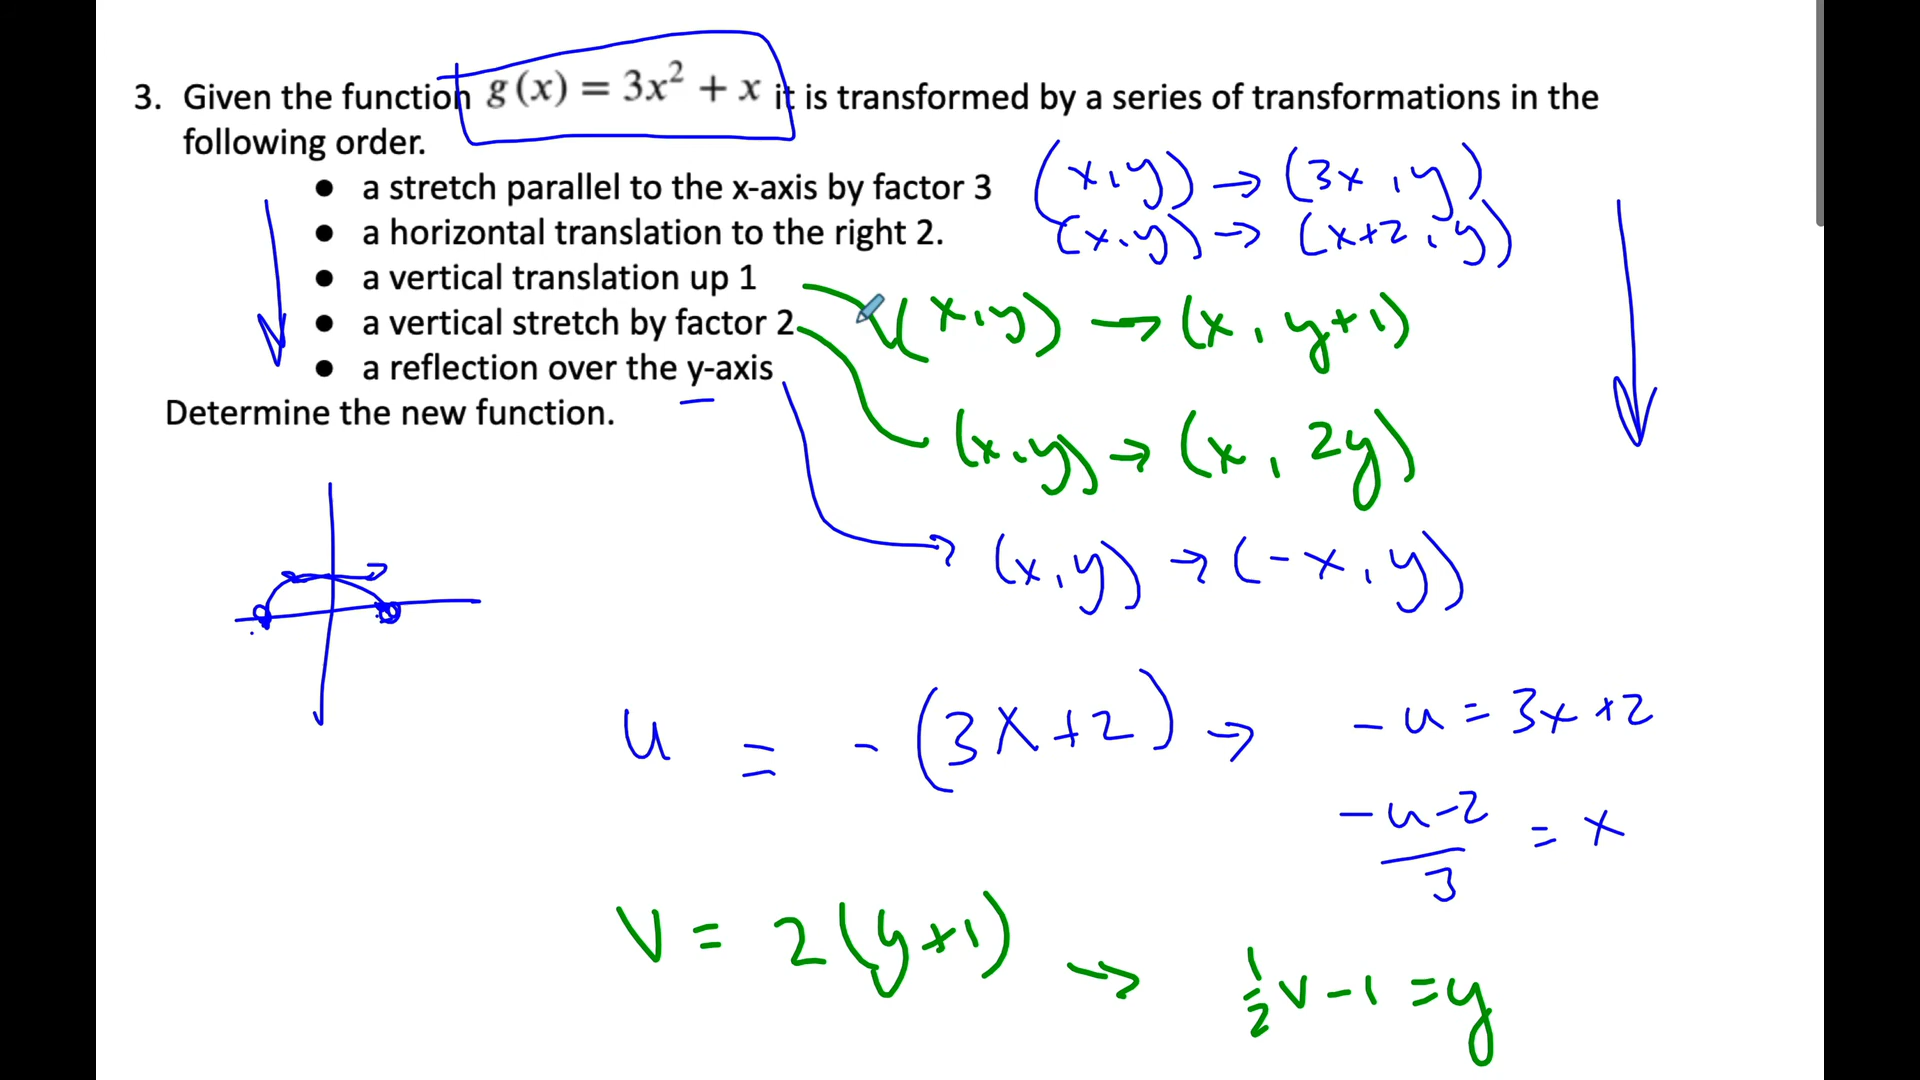 3. Given the function g(x) = 3x² + x it is transformed by a series of transformations in the
following order.
● a stretch parallel to the x-axis by factor 3
(x,y) → (3x, y)
● a horizontal translation to the right 2.
(x,y) → (x+2, y)
● a vertical translation up 1
(x,y) → (x, y+1)
● a vertical stretch by factor 2
(x,y) → (x, 2y)
● a reflection over the y-axis
(x,y) → (-x, y)
Determine the new function.
u = -(3x+2) → -u = 3x+2
(-u-2)/3 = x
v = 2(y+1) → 1/2 v - 1 = y